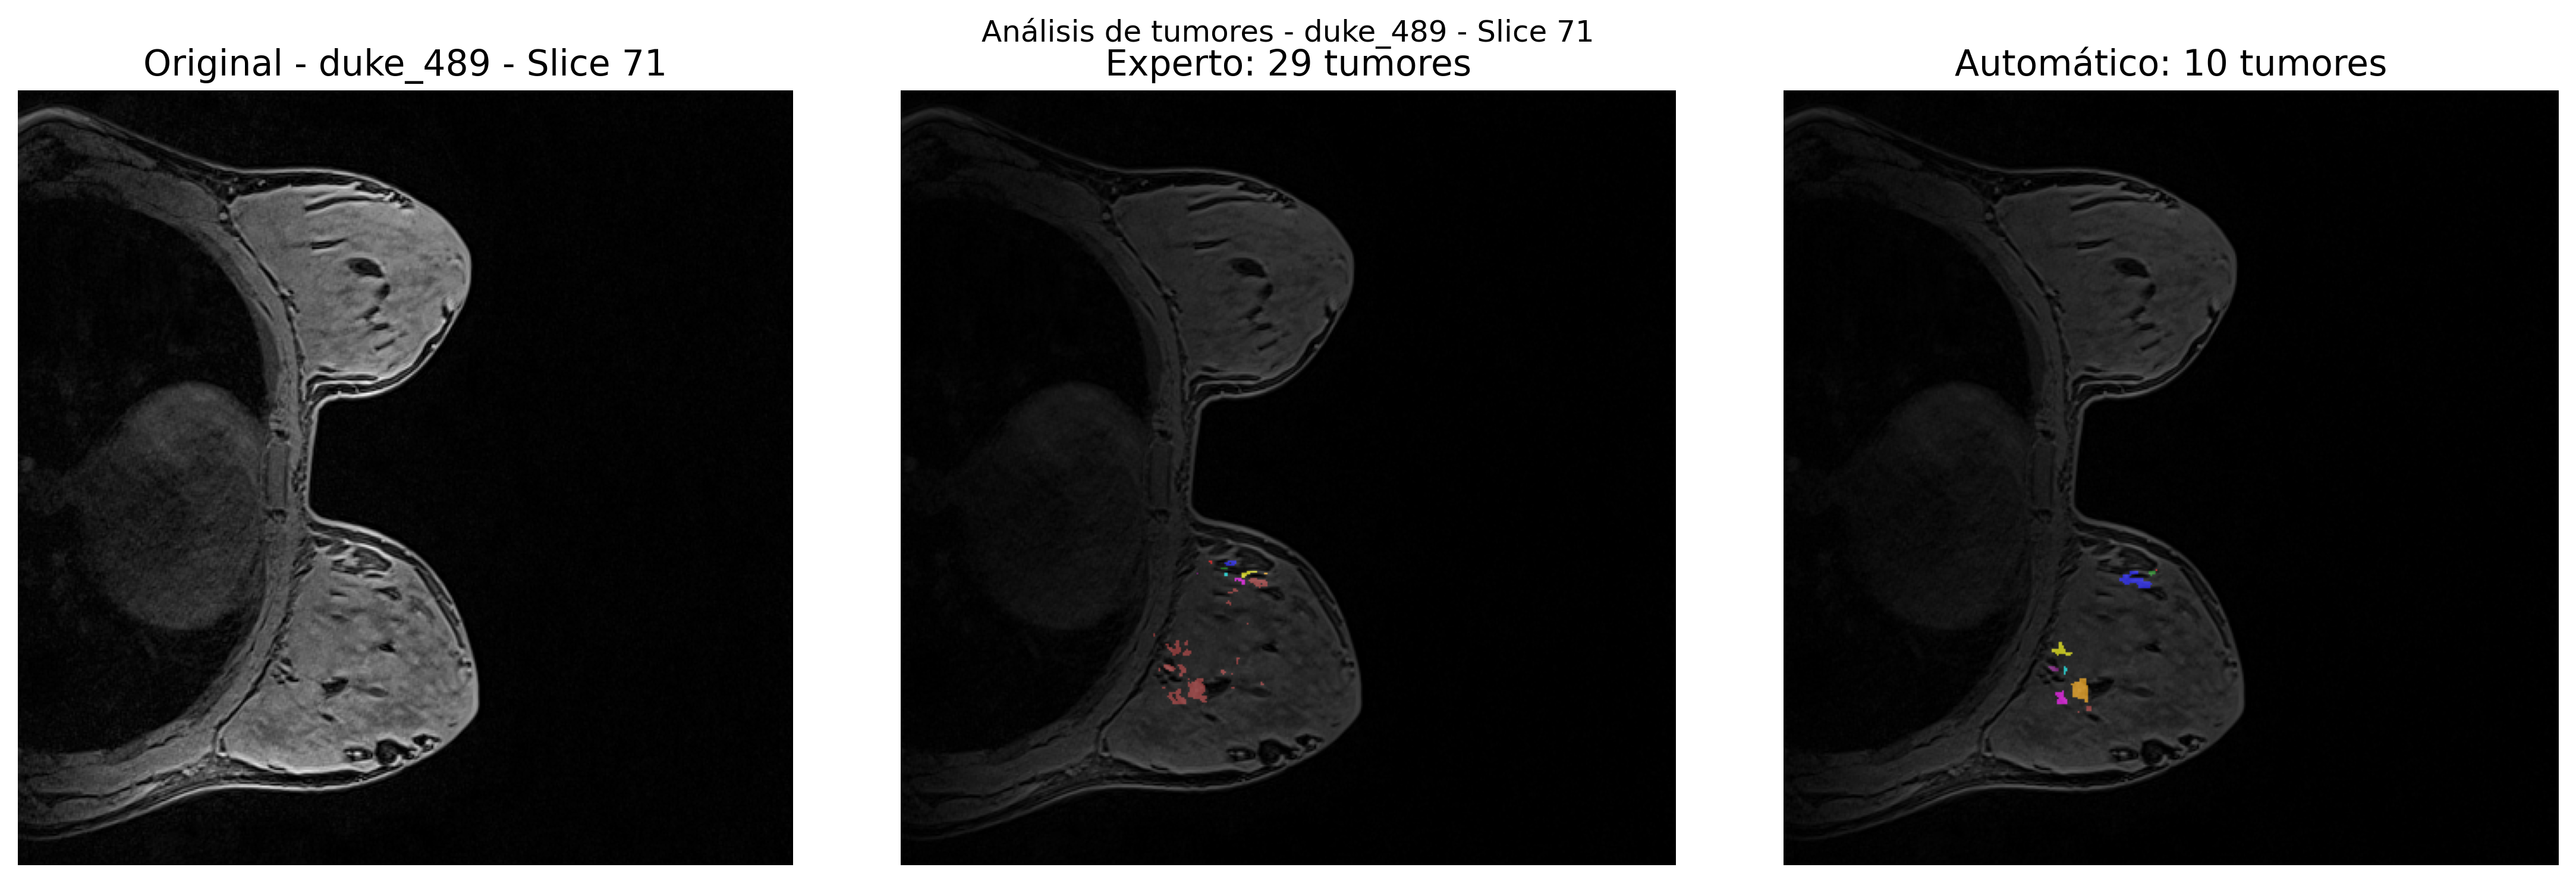 Análisis de tumores - duke_489 - Slice 71
Original - duke_489 - Slice 71
Experto: 29 tumores
Automático: 10 tumores